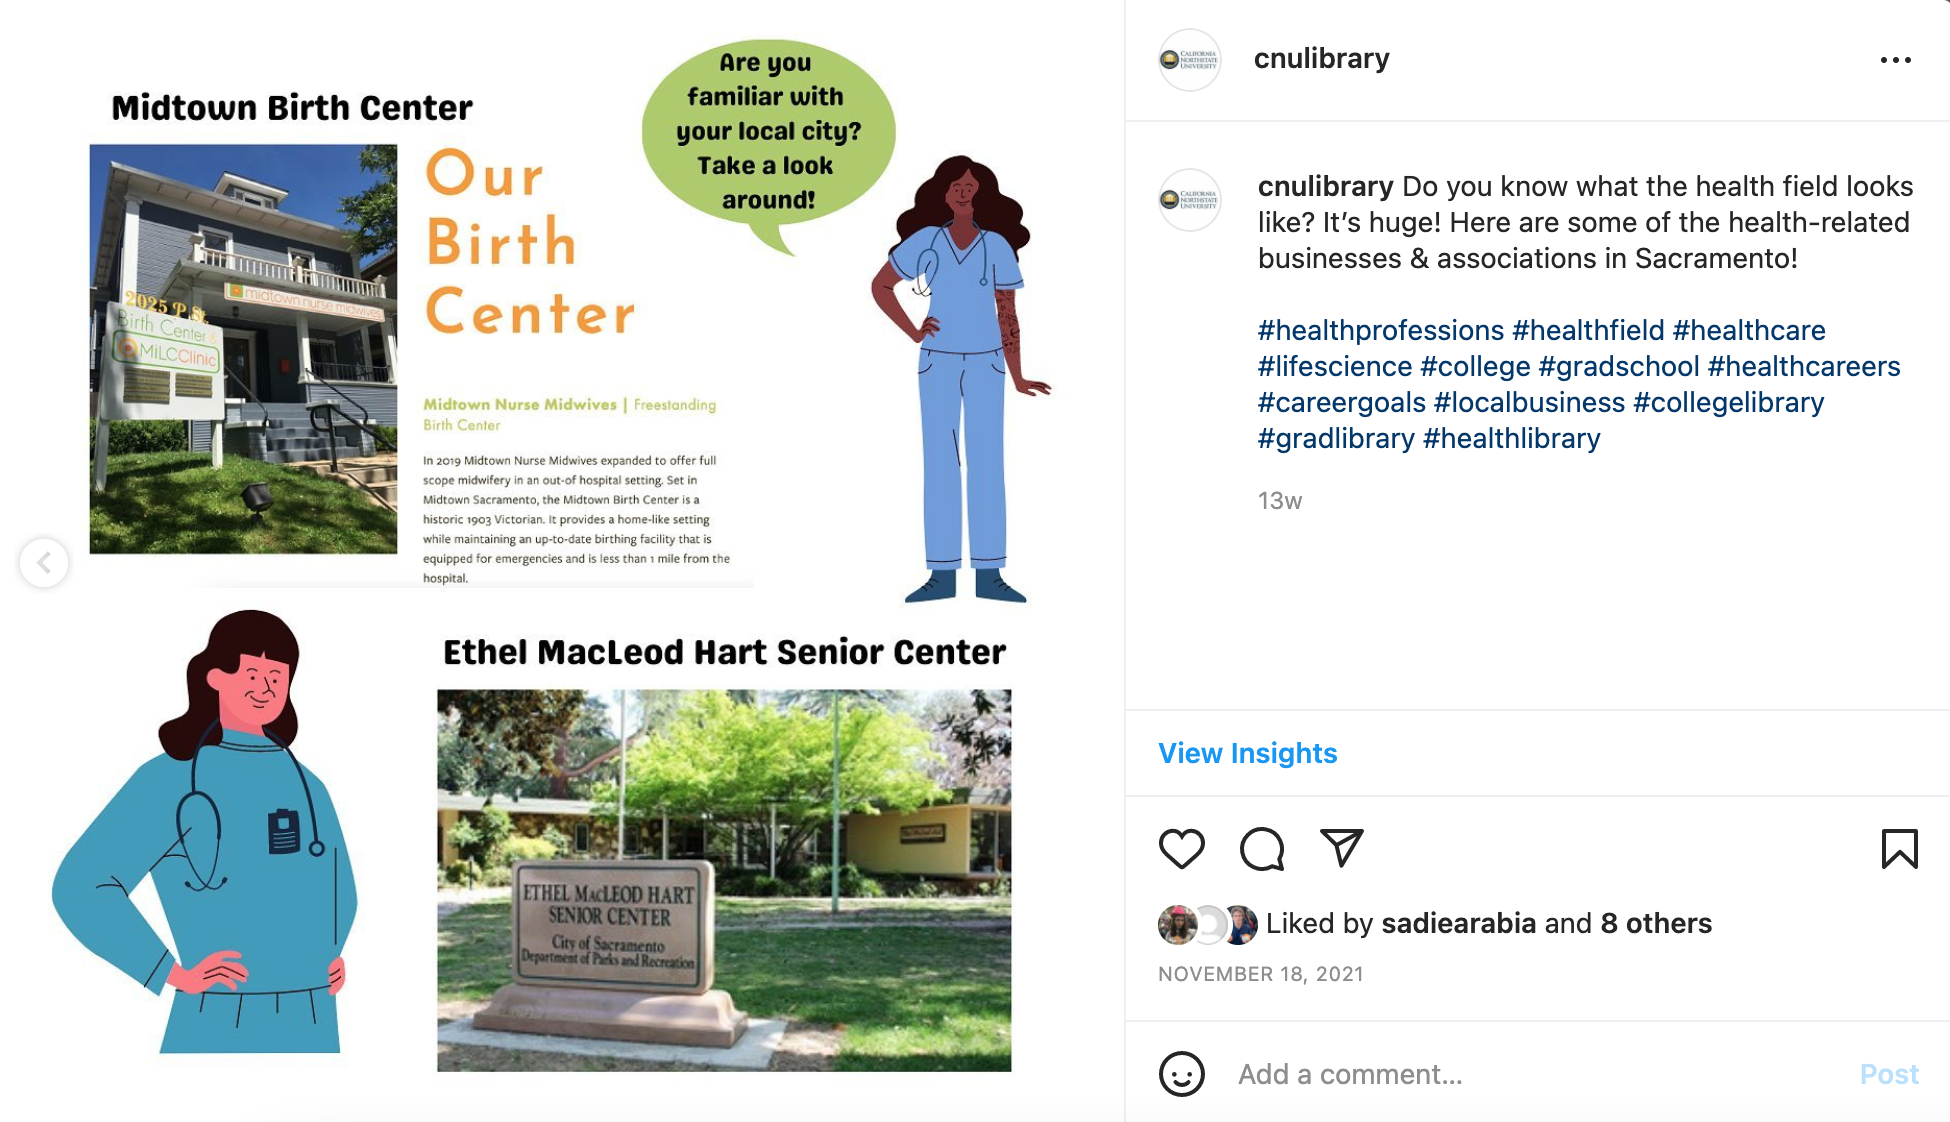 Midtown Birth Center
2025 P St.
Birth Center &
MiLCClinic
midtown nurse midwives
Our
Birth
Center
Midtown Nurse Midwives | Freestanding
Birth Center
In 2019 Midtown Nurse Midwives expanded to offer full
scope midwifery in an out-of hospital setting. Set in
Midtown Sacramento, the Midtown Birth Center is a
historic 1903 Victorian. It provides a home-like setting
while maintaining an up-to-date birthing facility that is
equipped for emergencies and is less than 1 mile from the
hospital.
Are you
familiar with
your local city?
Take a look
around!
Ethel MacLeod Hart Senior Center
ETHEL MACLEOD HART
SENIOR CENTER
City of Sacramento
Department of Parks and Recreation
CALIFORNIA
NORTHSTATE
UNIVERSITY
cnulibrary
CALIFORNIA
NORTHSTATE
UNIVERSITY
cnulibrary Do you know what the health field looks
like? It’s huge! Here are some of the health-related
businesses & associations in Sacramento!
#healthprofessions #healthfield #healthcare
#lifescience #college #gradschool #healthcareers
#careergoals #localbusiness #collegelibrary
#gradlibrary #healthlibrary
13w
View Insights
Liked by sadiearabia and 8 others
NOVEMBER 18, 2021
Add a comment...
Post